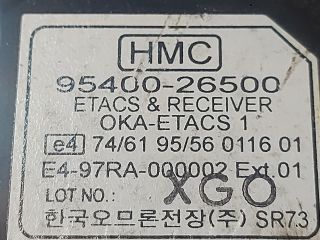 HMC
95400-26500
ETACS & RECEIVER
OKA-ETACS 1
e4 74/61 95/56 0116 01
E4-97RA-000002 Ext.01
LOT NO.: XGO
한국오므론전장(주) SR73